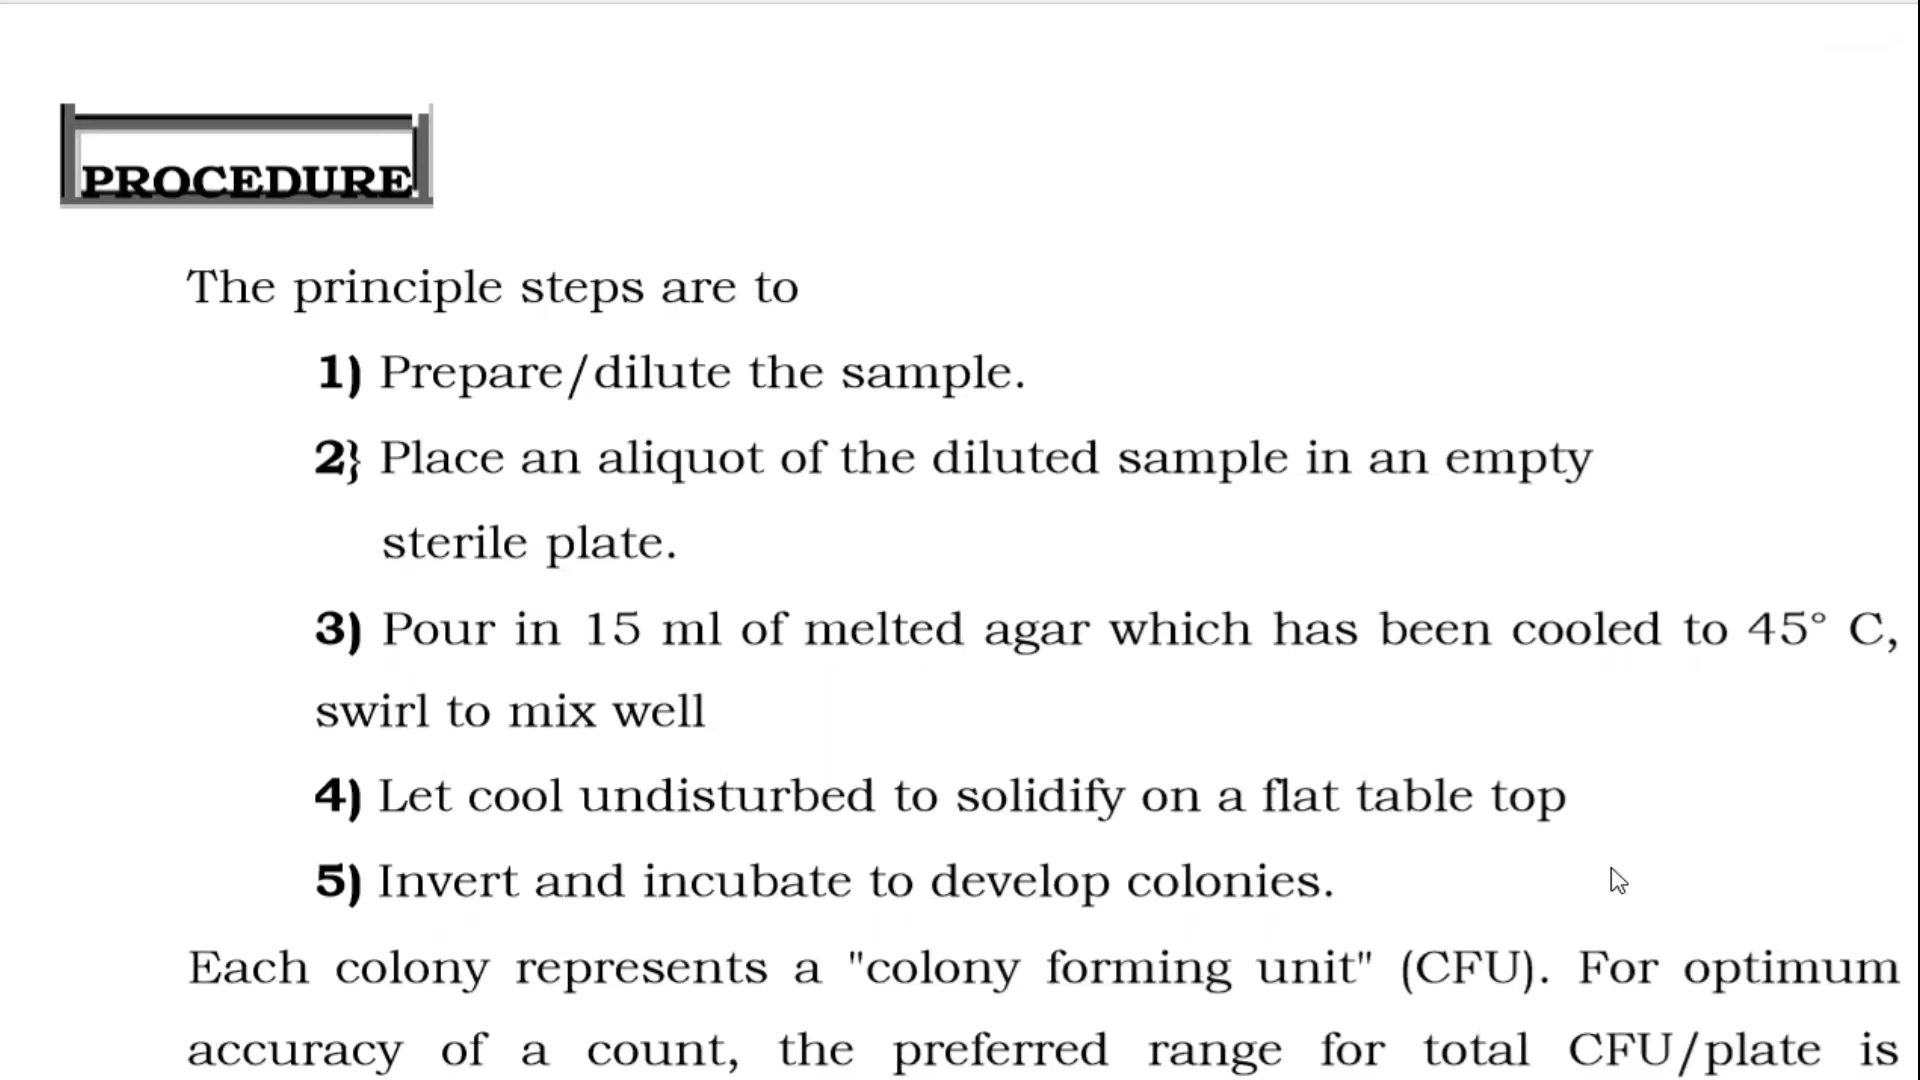 PROCEDURE
The principle steps are to
1) Prepare/dilute the sample.
2} Place an aliquot of the diluted sample in an empty
sterile plate.
3) Pour in 15 ml of melted agar which has been cooled to 45° C,
swirl to mix well
4) Let cool undisturbed to solidify on a flat table top
5) Invert and incubate to develop colonies.
Each colony represents a "colony forming unit" (CFU). For optimum
accuracy of a count, the preferred range for total CFU/plate is